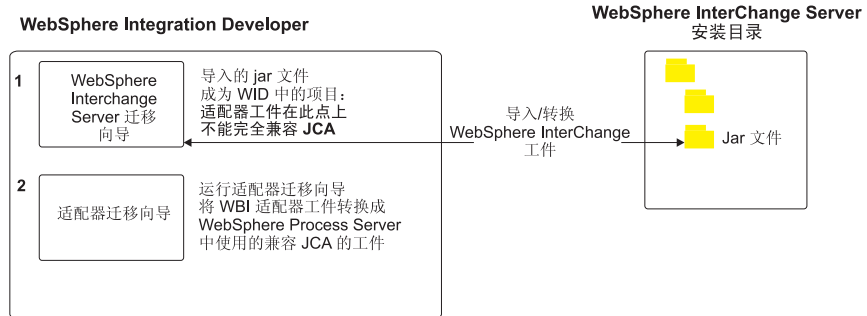 WebSphere Integration Developer
WebSphere InterChange Server
安装目录
1
WebSphere
Interchange
Server 迁移
向导
导入的 jar 文件
成为 WID 中的项目：
适配器工件在此点上
不能完全兼容 JCA
导入/转换
WebSphere InterChange
工件
Jar 文件
2
适配器迁移向导
运行适配器迁移向导
将 WBI 适配器工件转换成
WebSphere Process Server
中使用的兼容 JCA 的工件